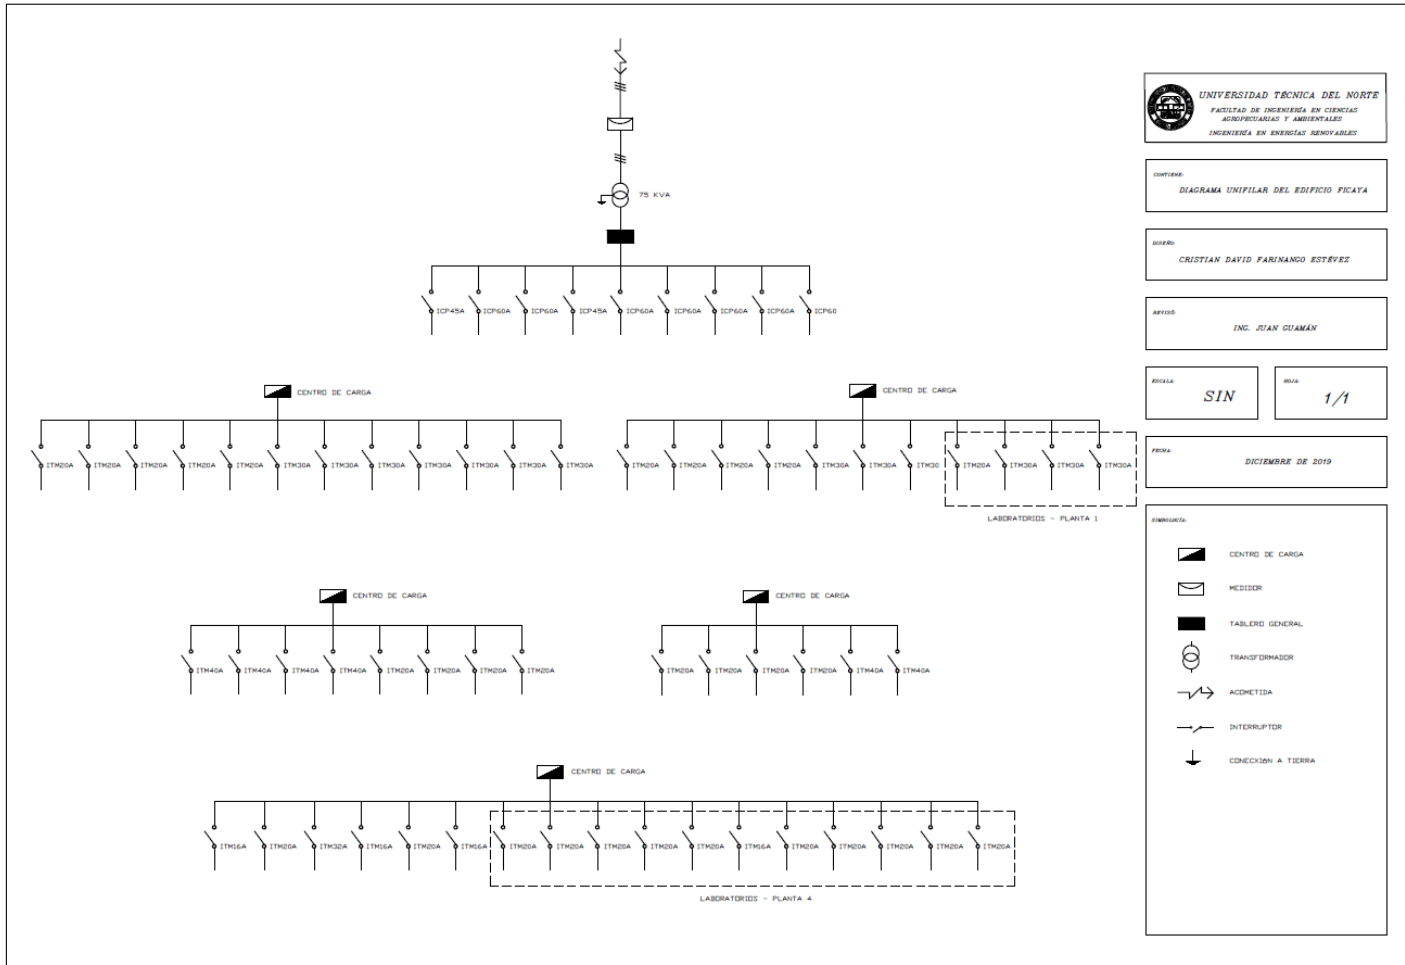 75 KVA
ICP45A ICP60A ICP60A ICP45A ICP60A ICP60A ICP60A ICP60A ICP60
CENTRO DE CARGA
ITM20A ITM20A ITM20A ITM20A ITM20A ITM30A ITM30A ITM30A ITM30A ITM30A ITM30A ITM30A
CENTRO DE CARGA
ITM20A ITM20A ITM20A ITM20A ITM30A ITM30A ITM30 ITM20A ITM30A ITM30A ITM30A
LABORATORIOS - PLANTA 1
CENTRO DE CARGA
ITM40A ITM40A ITM40A ITM40A ITM20A ITM20A ITM20A ITM20A
CENTRO DE CARGA
ITM20A ITM20A ITM20A ITM20A ITM40A ITM40A
CENTRO DE CARGA
ITM16A ITM20A ITM32A ITM16A ITM20A ITM16A ITM20A ITM20A ITM20A ITM20A ITM20A ITM16A ITM20A ITM20A ITM20A ITM20A ITM20A
LABORATORIOS - PLANTA 4
UNIVERSIDAD TÉCNICA DEL NORTE
FACULTAD DE INGENIERÍA EN CIENCIAS
AGROPECUARIAS Y AMBIENTALES
INGENIERÍA EN ENERGÍAS RENOVABLES
CONTIENE:
DIAGRAMA UNIFILAR DEL EDIFICIO FICAYA
DISEÑO:
CRISTIAN DAVID FARINANGO ESTÉVEZ
REVISÓ:
ING. JUAN GUAMÁN
ESCALA:
SIN
HOJA:
1/1
FECHA:
DICIEMBRE DE 2019
SIMBOLOGÍA:
CENTRO DE CARGA
MEDIDOR
TABLERO GENERAL
TRANSFORMADOR
ACOMETIDA
INTERRUPTOR
CONECXIÓN A TIERRA